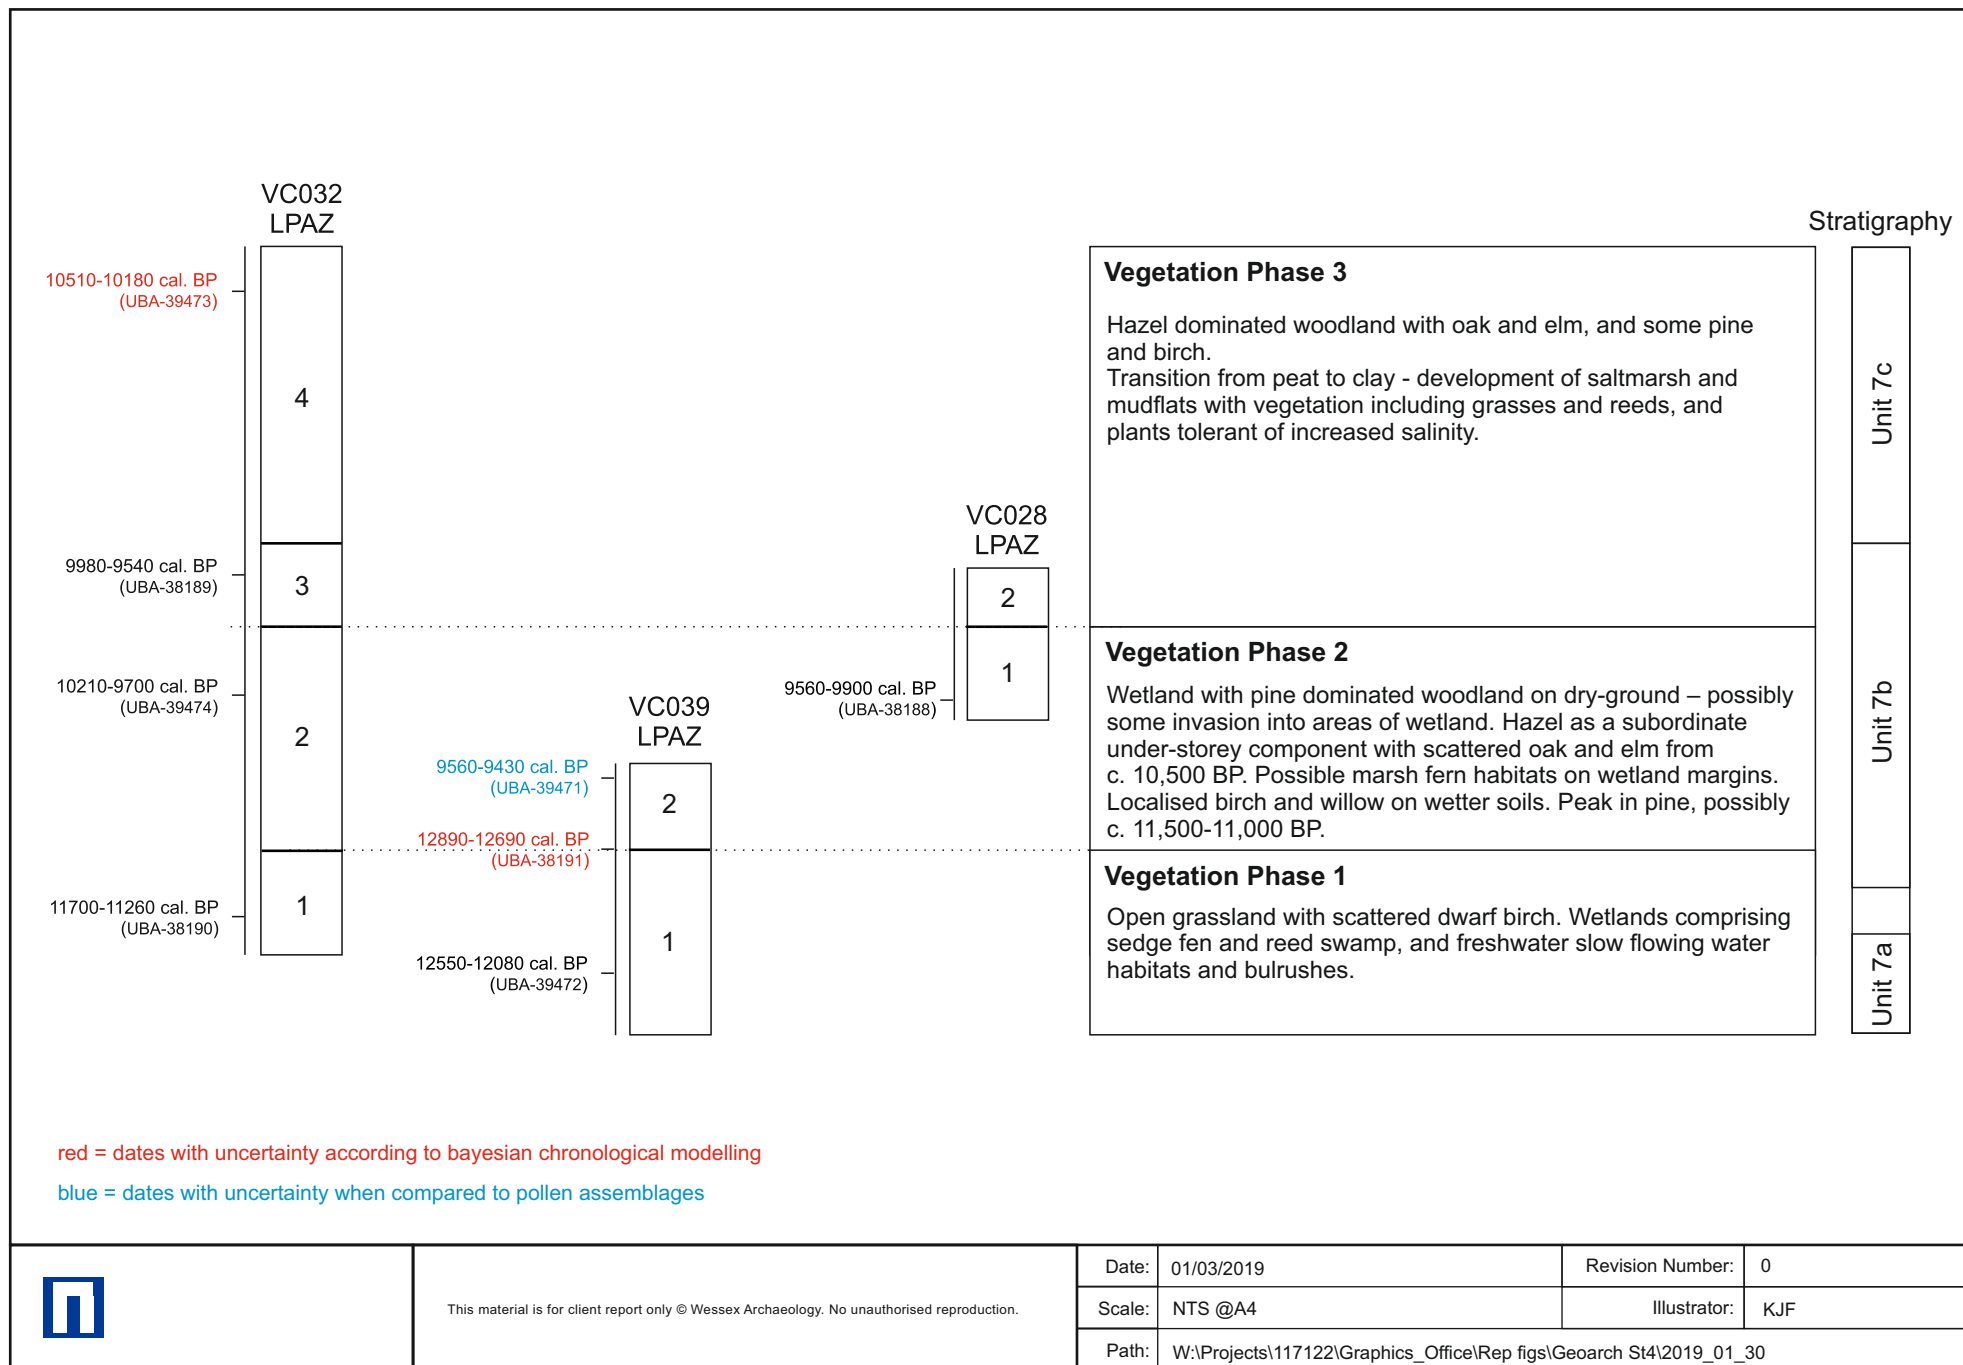 VC032
LPAZ
10510-10180 cal. BP
(UBA-39473)
4
9980-9540 cal. BP
(UBA-38189)
3
10210-9700 cal. BP
(UBA-39474)
2
11700-11260 cal. BP
(UBA-38190)
1
VC039
LPAZ
9560-9430 cal. BP
(UBA-39471)
2
12890-12690 cal. BP
(UBA-38191)
1
12550-12080 cal. BP
(UBA-39472)
VC028
LPAZ
2
1
9560-9900 cal. BP
(UBA-38188)
Vegetation Phase 3
Hazel dominated woodland with oak and elm, and some pine
and birch.
Transition from peat to clay - development of saltmarsh and
mudflats with vegetation including grasses and reeds, and
plants tolerant of increased salinity.
Vegetation Phase 2
Wetland with pine dominated woodland on dry-ground – possibly
some invasion into areas of wetland. Hazel as a subordinate
under-storey component with scattered oak and elm from
c. 10,500 BP. Possible marsh fern habitats on wetland margins.
Localised birch and willow on wetter soils. Peak in pine, possibly
c. 11,500-11,000 BP.
Vegetation Phase 1
Open grassland with scattered dwarf birch. Wetlands comprising
sedge fen and reed swamp, and freshwater slow flowing water
habitats and bulrushes.
Stratigraphy
Unit 7c
Unit 7b
Unit 7a
red = dates with uncertainty according to bayesian chronological modelling
blue = dates with uncertainty when compared to pollen assemblages
This material is for client report only © Wessex Archaeology. No unauthorised reproduction.
Date: 01/03/2019 Revision Number: 0
Scale: NTS @A4 Illustrator: KJF
Path: W:\Projects\117122\Graphics_Office\Rep figs\Geoarch St4\2019_01_30